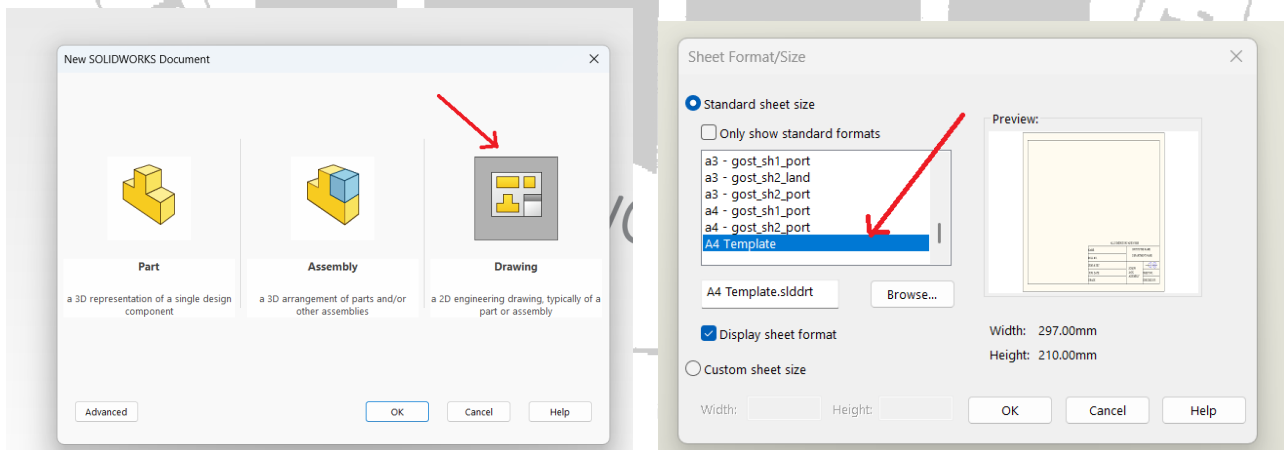 New SOLIDWORKS Document
Part
a 3D representation of a single design
component
Assembly
a 3D arrangement of parts and/or
other assemblies
Drawing
a 2D engineering drawing, typically of a
part or assembly
Advanced
OK
Cancel
Help
Sheet Format/Size
Standard sheet size
Only show standard formats
a3 - gost_sh1_port
a3 - gost_sh2_land
a3 - gost_sh2_port
a4 - gost_sh1_port
a4 - gost_sh2_port
A4 Template
A4 Template.slddrt
Browse...
Display sheet format
Custom sheet size
Width:
Height:
Preview:
Width: 297.00mm
Height: 210.00mm
OK
Cancel
Help